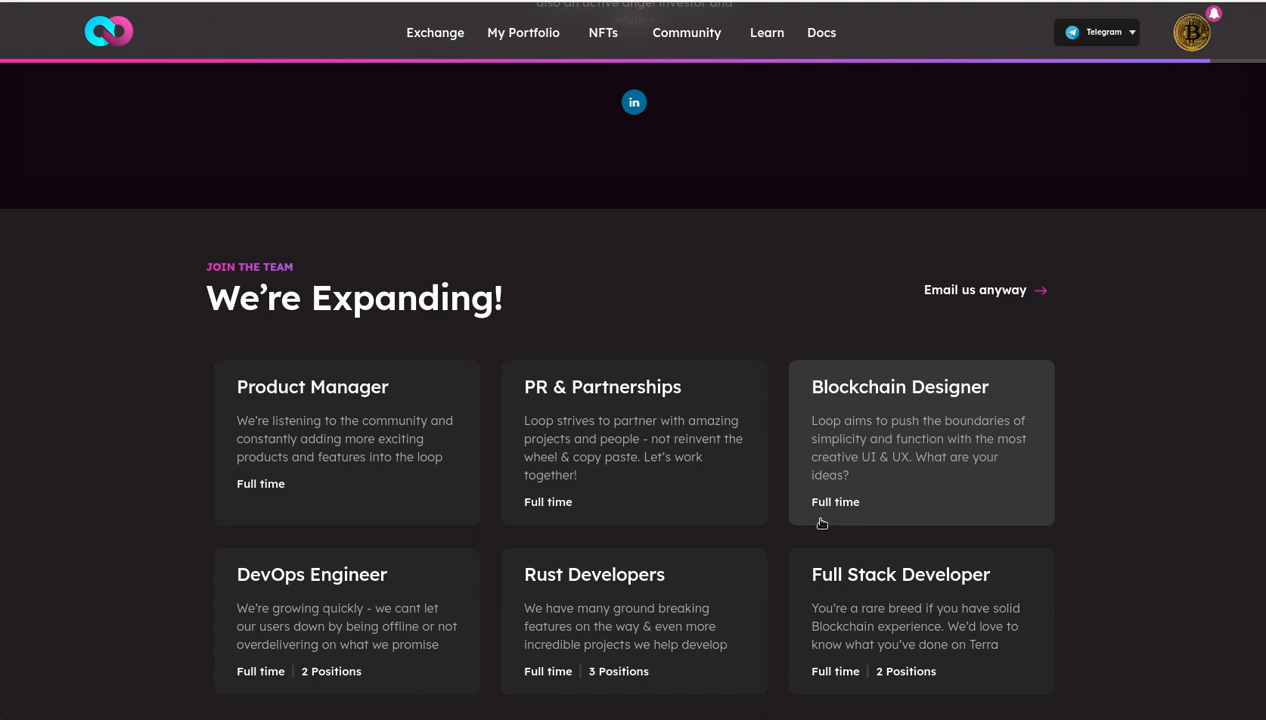 also an active angel investor and
advisor
Exchange My Portfolio NFTs Community Learn Docs
Telegram
in
JOIN THE TEAM
We’re Expanding!
Email us anyway →
Product Manager
We’re listening to the community and
constantly adding more exciting
products and features into the loop
Full time
PR & Partnerships
Loop strives to partner with amazing
projects and people - not reinvent the
wheel & copy paste. Let’s work
together!
Full time
Blockchain Designer
Loop aims to push the boundaries of
simplicity and function with the most
creative UI & UX. What are your
ideas?
Full time
DevOps Engineer
We’re growing quickly - we cant let
our users down by being offline or not
overdelivering on what we promise
Full time | 2 Positions
Rust Developers
We have many ground breaking
features on the way & even more
incredible projects we help develop
Full time | 3 Positions
Full Stack Developer
You’re a rare breed if you have solid
Blockchain experience. We’d love to
know what you’ve done on Terra
Full time | 2 Positions